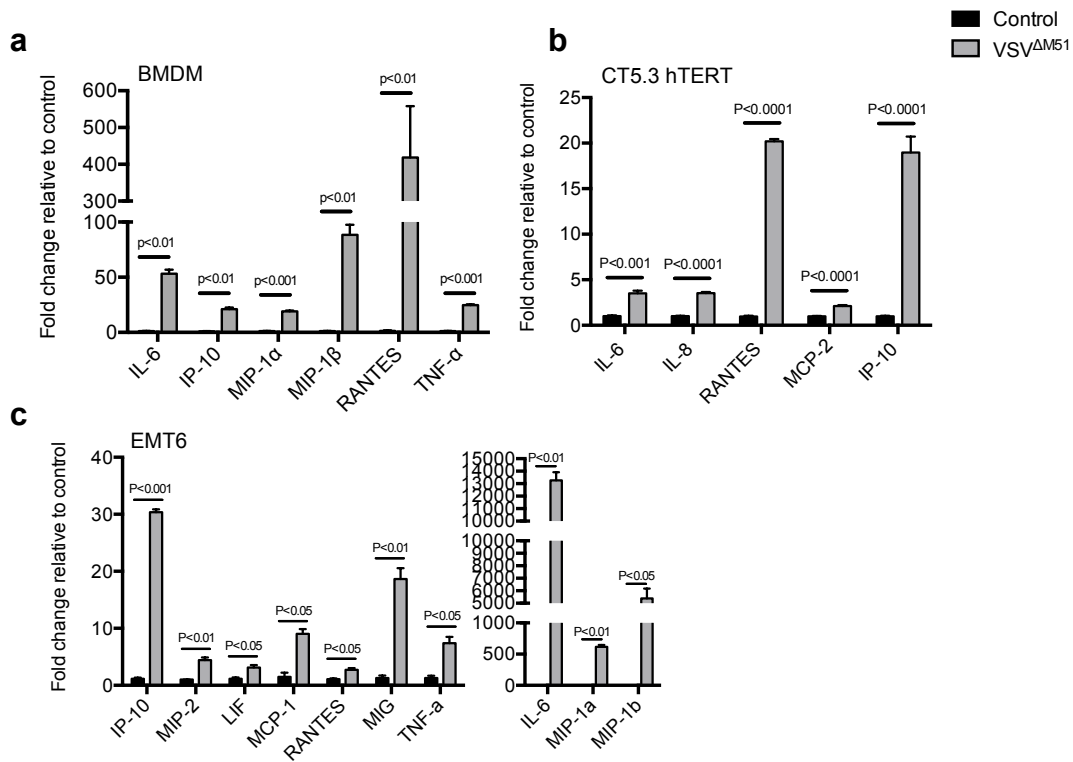 Control
VSVΔM51
a
BMDM
Fold change relative to control
600
500
400
300
100
50
0
p<0.01
p<0.01
p<0.001
p<0.01
p<0.01
p<0.001
IL-6
IP-10
MIP-1α
MIP-1β
RANTES
TNF-α
b
CT5.3 hTERT
Fold change relative to control
25
20
15
10
5
0
P<0.001
P<0.0001
P<0.0001
P<0.0001
P<0.0001
IL-6
IL-8
RANTES
MCP-2
IP-10
c
EMT6
Fold change relative to control
40
30
20
10
0
P<0.001
P<0.01
P<0.05
P<0.05
P<0.05
P<0.01
P<0.05
IP-10
MIP-2
LIF
MCP-1
RANTES
MIG
TNF-a
15000
14000
13000
12000
11000
10000
10000
9000
8000
7000
6000
5000
1000
500
0
P<0.01
P<0.01
P<0.05
IL-6
MIP-1a
MIP-1b